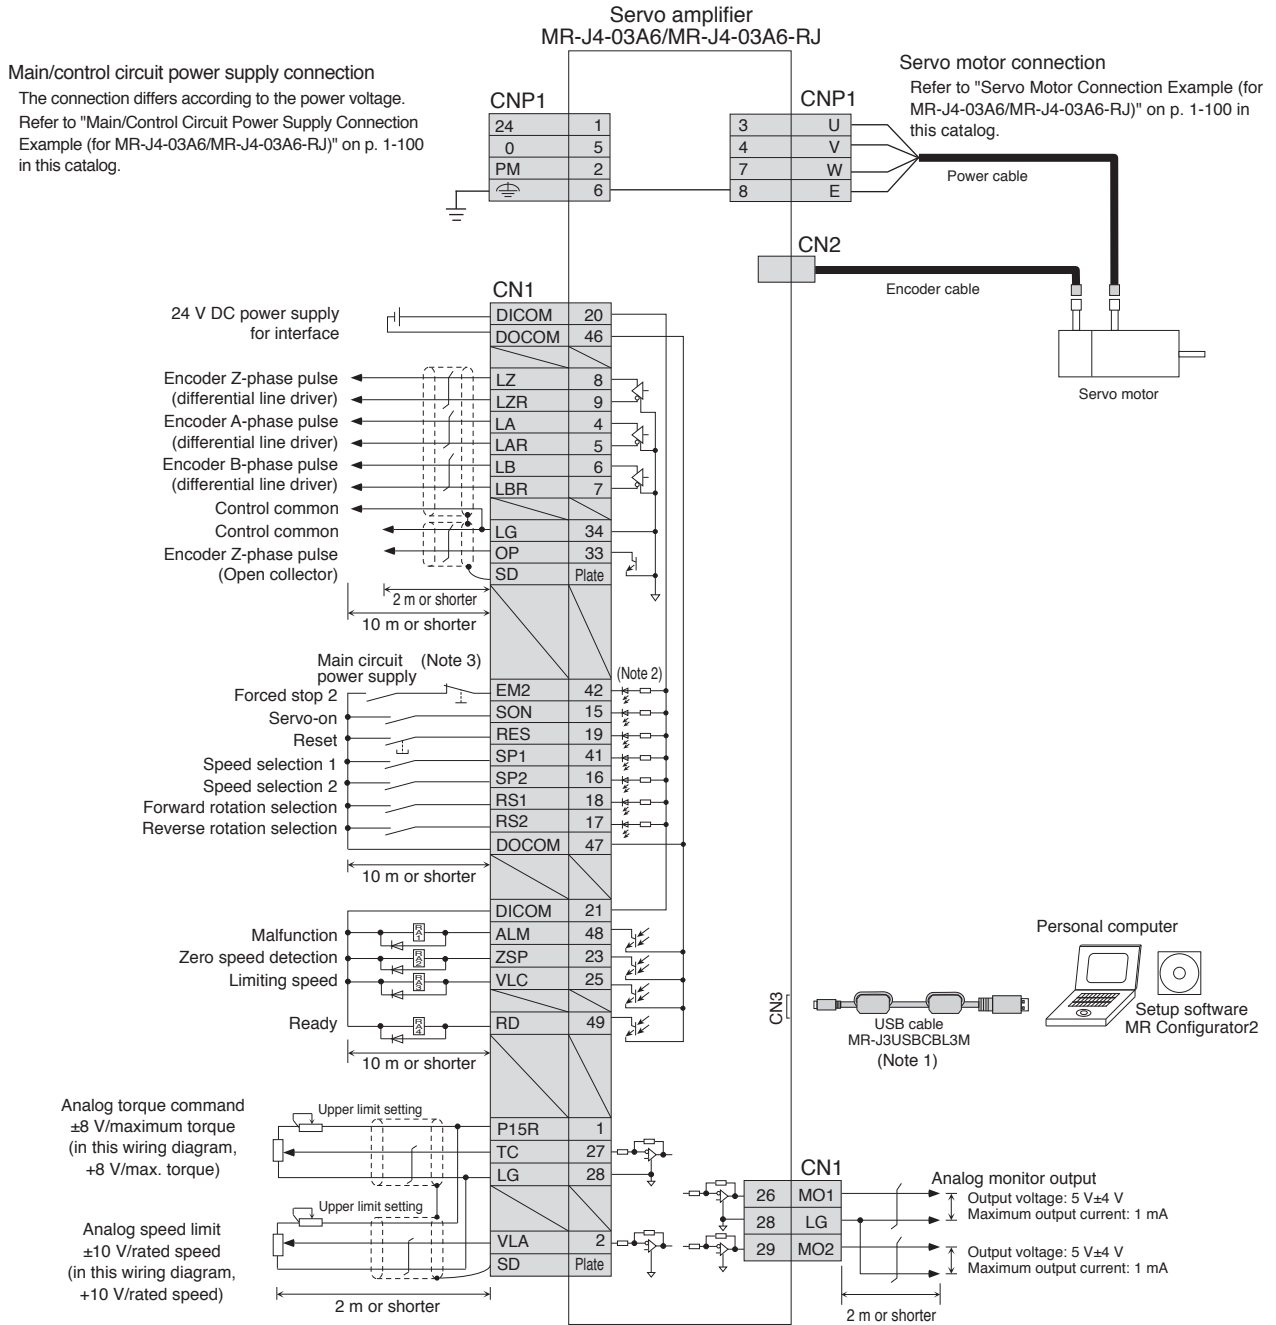 Servo amplifier
MR-J4-03A6/MR-J4-03A6-RJ
Main/control circuit power supply connection
The connection differs according to the power voltage.
Refer to "Main/Control Circuit Power Supply Connection
Example (for MR-J4-03A6/MR-J4-03A6-RJ)" on p. 1-100
in this catalog.
Servo motor connection
Refer to "Servo Motor Connection Example (for
MR-J4-03A6/MR-J4-03A6-RJ)" on p. 1-100 in
this catalog.
CNP1
24 1
0 5
PM 2
6
CNP1
3 U
4 V
7 W
8 E
Power cable
CN2
Encoder cable
Servo motor
CN1
24 V DC power supply
for interface
DICOM 20
DOCOM 46
Encoder Z-phase pulse
(differential line driver)
LZ 8
LZR 9
Encoder A-phase pulse
(differential line driver)
LA 4
LAR 5
Encoder B-phase pulse
(differential line driver)
LB 6
LBR 7
Control common
Control common
LG 34
Encoder Z-phase pulse
(Open collector)
OP 33
SD Plate
2 m or shorter
10 m or shorter
Main circuit
power supply
(Note 3)
(Note 2)
Forced stop 2 EM2 42
Servo-on SON 15
Reset RES 19
Speed selection 1 SP1 41
Speed selection 2 SP2 16
Forward rotation selection RS1 18
Reverse rotation selection RS2 17
DOCOM 47
10 m or shorter
DICOM 21
Malfunction RA1 ALM 48
Zero speed detection RA2 ZSP 23
Limiting speed RA3 VLC 25
Ready RA4 RD 49
10 m or shorter
CN3
USB cable
MR-J3USBCBL3M
(Note 1)
Personal computer
Setup software
MR Configurator2
Analog torque command
±8 V/maximum torque
(in this wiring diagram,
+8 V/max. torque)
Upper limit setting
P15R 1
TC 27
LG 28
Analog speed limit
±10 V/rated speed
(in this wiring diagram,
+10 V/rated speed)
Upper limit setting
VLA 2
SD Plate
2 m or shorter
CN1
26 MO1
28 LG
29 MO2
Analog monitor output
Output voltage: 5 V±4 V
Maximum output current: 1 mA
Output voltage: 5 V±4 V
Maximum output current: 1 mA
2 m or shorter